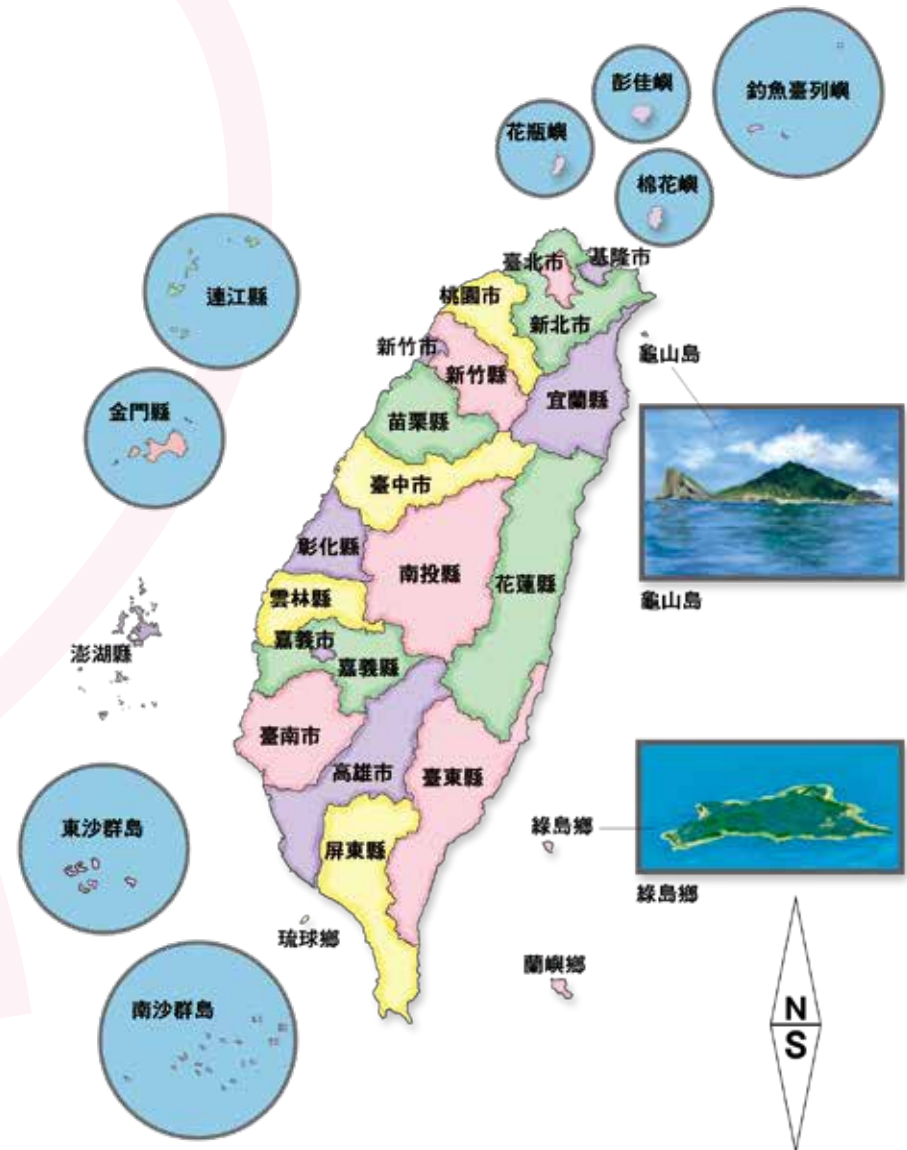 釣魚臺列嶼
彭佳嶼
花瓶嶼
棉花嶼
臺北市
基隆市
連江縣
桃園市
新北市
新竹市
龜山島
新竹縣
宜蘭縣
金門縣
苗栗縣
臺中市
彰化縣
南投縣
花蓮縣
雲林縣
龜山島
嘉義市
澎湖縣
嘉義縣
臺南市
高雄市
臺東縣
東沙群島
綠島鄉
屏東縣
綠島鄉
琉球鄉
蘭嶼鄉
南沙群島
N
S